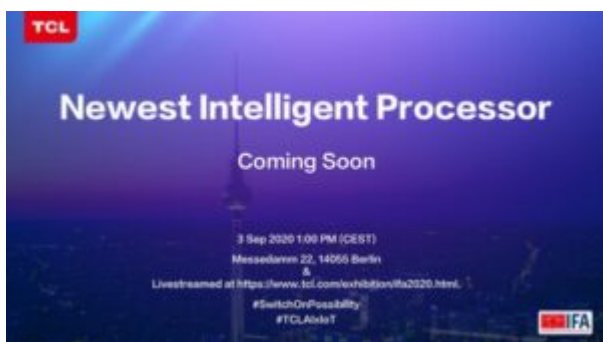 TCL
Newest Intelligent Processor
Coming Soon
3 Sep 2020 1:00 PM (CEST)
Messedamm 22, 14055 Berlin
&
Livestreamed at https://www.tcl.com/exhibition/ifa2020.html.
#SwitchOnPossibility
#TCLAIxIoT
IFA